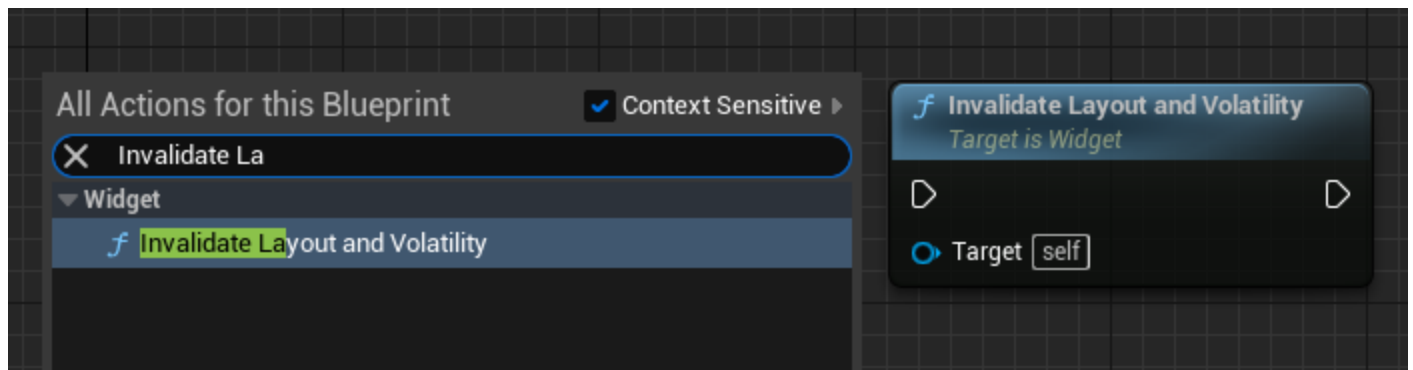 All Actions for this Blueprint
Context Sensitive
Invalidate La
Widget
f Invalidate Layout and Volatility
f Invalidate Layout and Volatility
Target is Widget
Target self